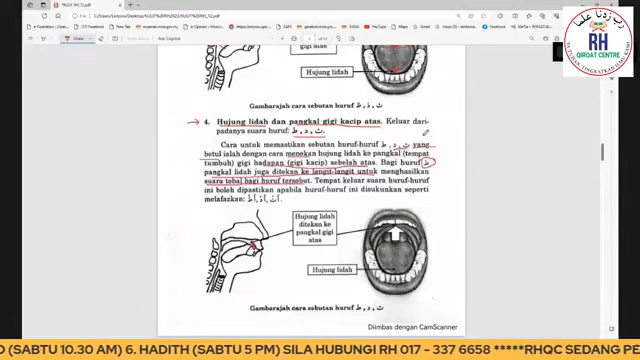 gigi atas
Hujung lidah
Gambarajah cara sebutan huruf ث ,ذ ,ظ
4. Hujung lidah dan pangkal gigi kacip atas. Keluar dari-
padanya suara huruf: ت ,د ,ط
Cara untuk memastikan sebutan huruf-huruf ت ,د ,ط yang
betul ialah dengan cara menekan hujung lidah ke pangkal (tempat
tumbuh) gigi hadapan (gigi kacip) sebelah atas. Bagi huruf ط
pangkal lidah juga ditekan ke langit-langit untuk menghasilkan
suara tebal bagi huruf tersebut. Tempat keluar suara huruf-huruf
ini boleh dipastikan apabila huruf-huruf ini disukunkan seperti
melafazkan: أَتْ ,أَدْ ,أَطْ.
Hujung lidah
ditekan ke
pangkal gigi
atas
Hujung lidah
Gambarajah cara sebutan huruf ت ,د ,ط
Diimbas dengan CamScanner
RH
QIROAT CENTRE
D (SABTU 10.30 AM) 6. HADITH (SABTU 5 PM) SILA HUBUNGI RH 017 - 337 6658 *****RHQC SEDANG PE